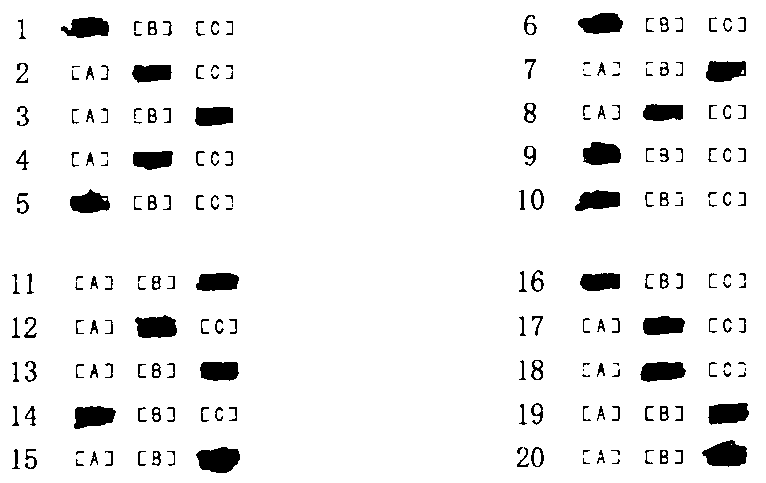 1 [B] [C]
2 [A] [C]
3 [A] [B]
4 [A] [C]
5 [B] [C]
6 [B] [C]
7 [A] [B]
8 [A] [C]
9 [B] [C]
10 [B] [C]
11 [A] [B]
12 [A] [C]
13 [A] [B]
14 [B] [C]
15 [A] [B]
16 [B] [C]
17 [A] [C]
18 [A] [C]
19 [A] [B]
20 [A] [B]